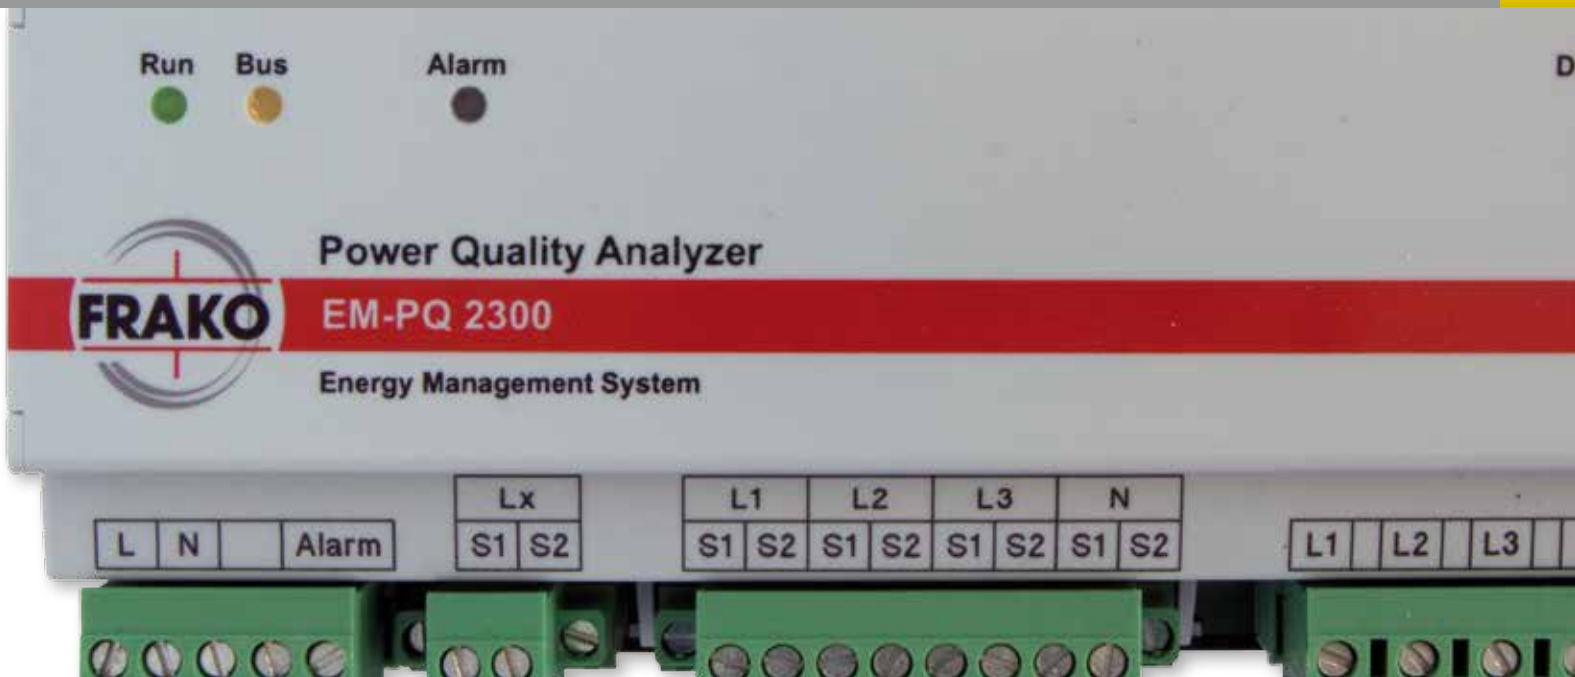 Run Bus Alarm
D
Power Quality Analyzer
FRAKO
EM-PQ 2300
Energy Management System
Lx
L1 L2 L3 N
L N Alarm
S1 S2
S1 S2 S1 S2 S1 S2 S1 S2
L1 L2 L3